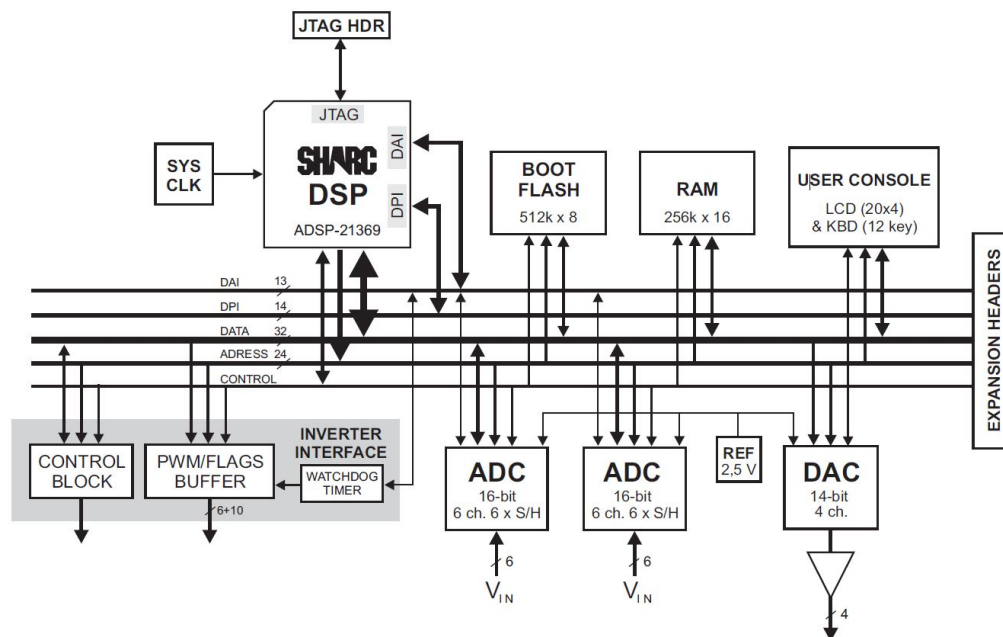 JTAG HDR
JTAG
SHARC
DSP
ADSP-21369
DAI
DPI
SYS
CLK
BOOT
FLASH
512k x 8
RAM
256k x 16
USER CONSOLE
LCD (20x4)
& KBD (12 key)
EXPANSION HEADERS
DAI 13
DPI 14
DATA 32
ADRESS 24
CONTROL
INVERTER
INTERFACE
CONTROL
BLOCK
PWM/FLAGS
BUFFER
WATCHDOG
TIMER
6+10
ADC
16-bit
6 ch. 6 x S/H
6
VIN
ADC
16-bit
6 ch. 6 x S/H
6
VIN
REF
2,5 V
DAC
14-bit
4 ch.
4